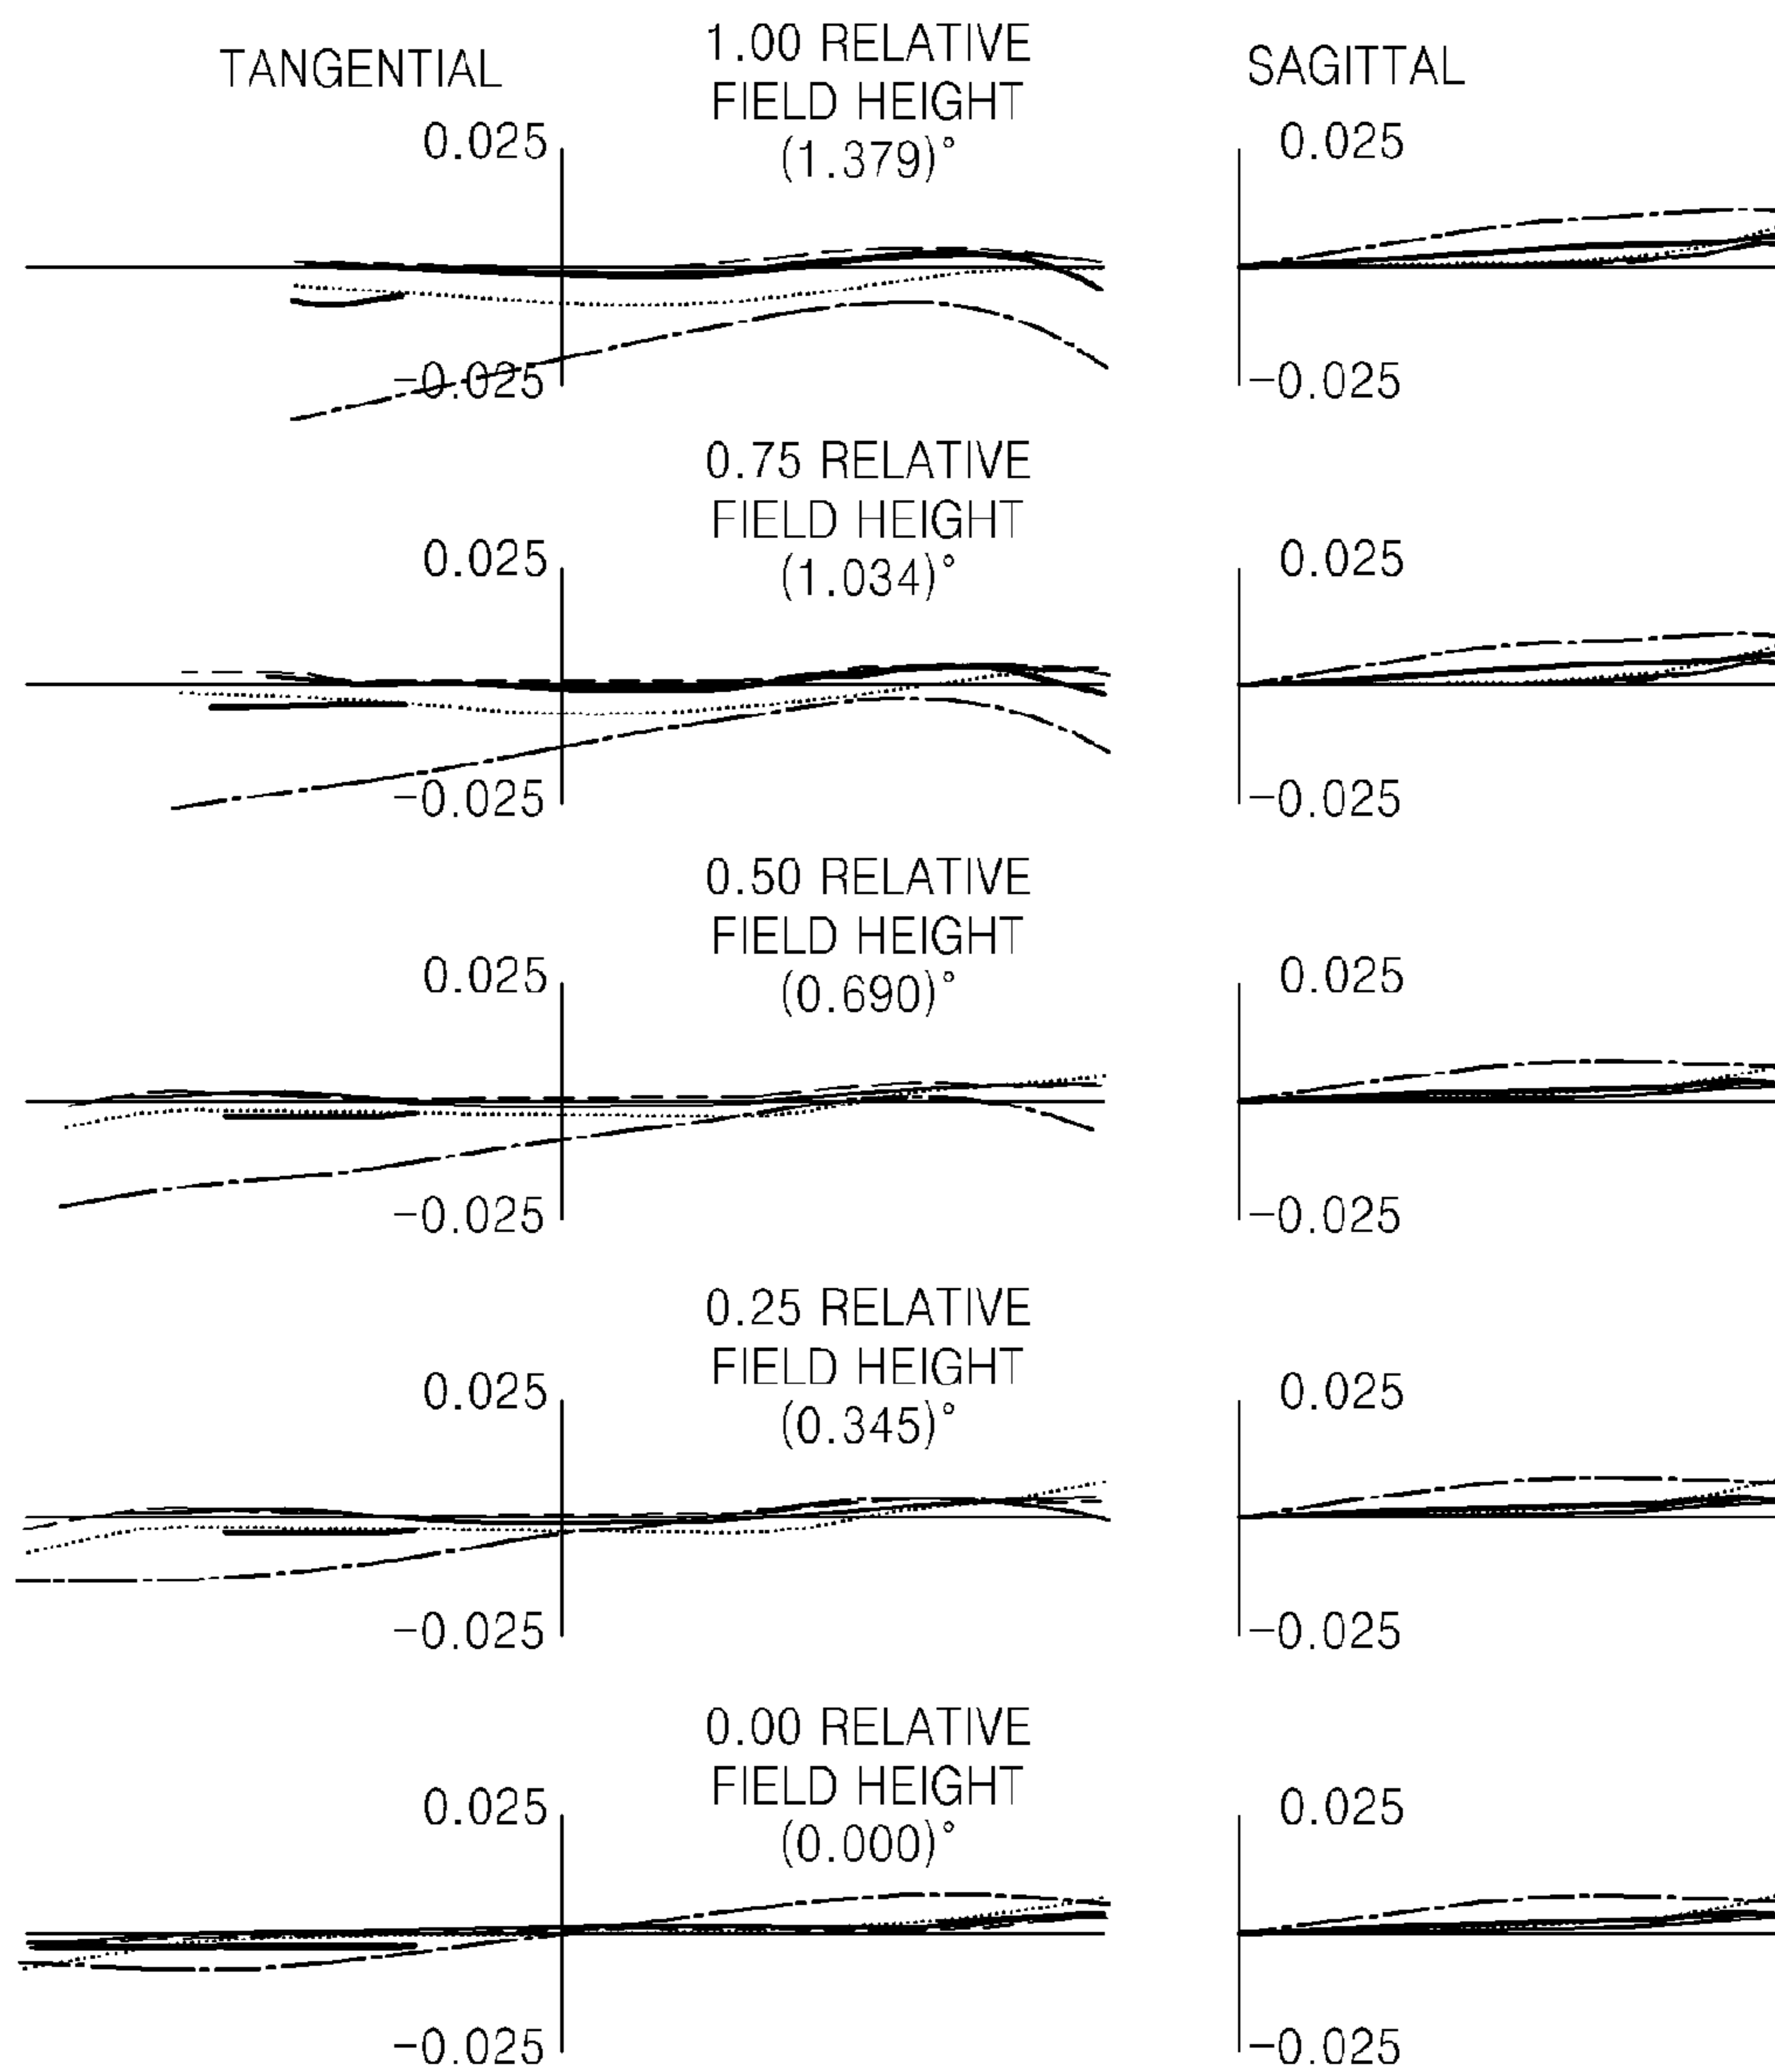 TANGENTIAL
1.00 RELATIVE
FIELD HEIGHT
(1.379)°
SAGITTAL
0.025
0.025
-0.025
-0.025
0.75 RELATIVE
FIELD HEIGHT
(1.034)°
0.025
0.025
-0.025
-0.025
0.50 RELATIVE
FIELD HEIGHT
(0.690)°
0.025
0.025
-0.025
-0.025
0.25 RELATIVE
FIELD HEIGHT
(0.345)°
0.025
0.025
-0.025
-0.025
0.00 RELATIVE
FIELD HEIGHT
(0.000)°
0.025
0.025
-0.025
-0.025